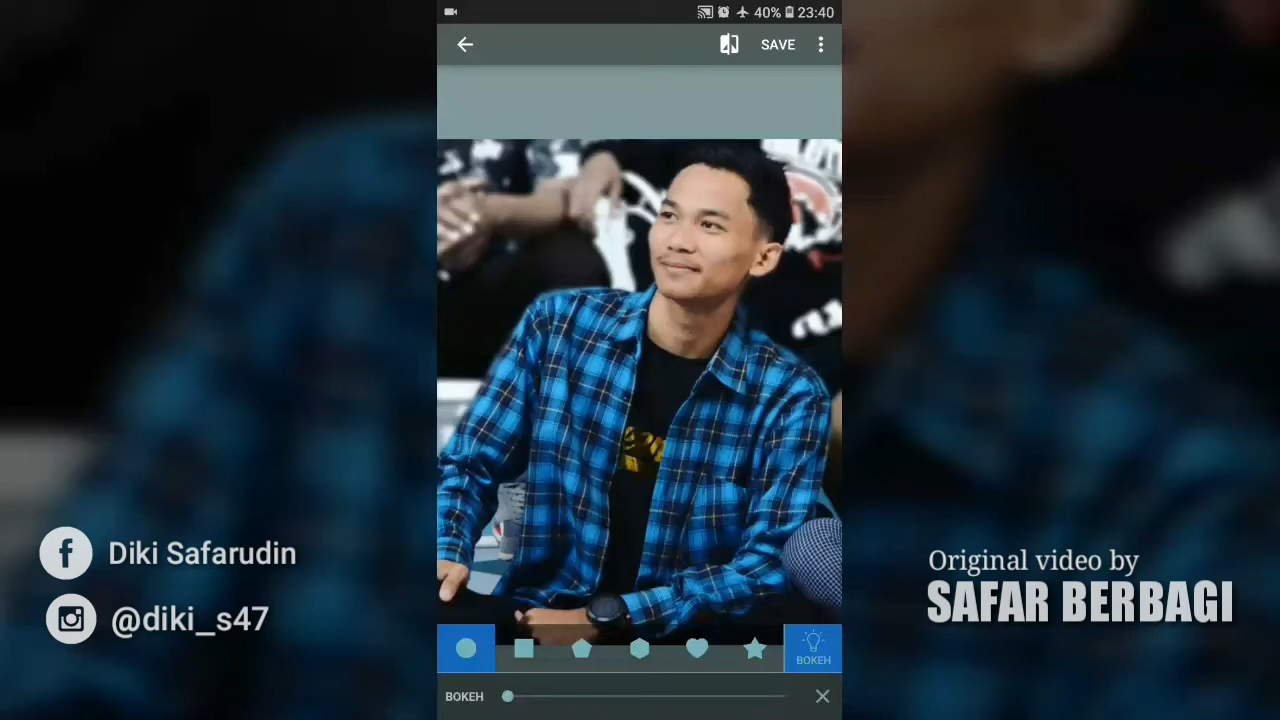 40% 23:40
SAVE
Diki Safarudin
@diki_s47
Original video by
SAFAR BERBAGI
BOKEH
BOKEH